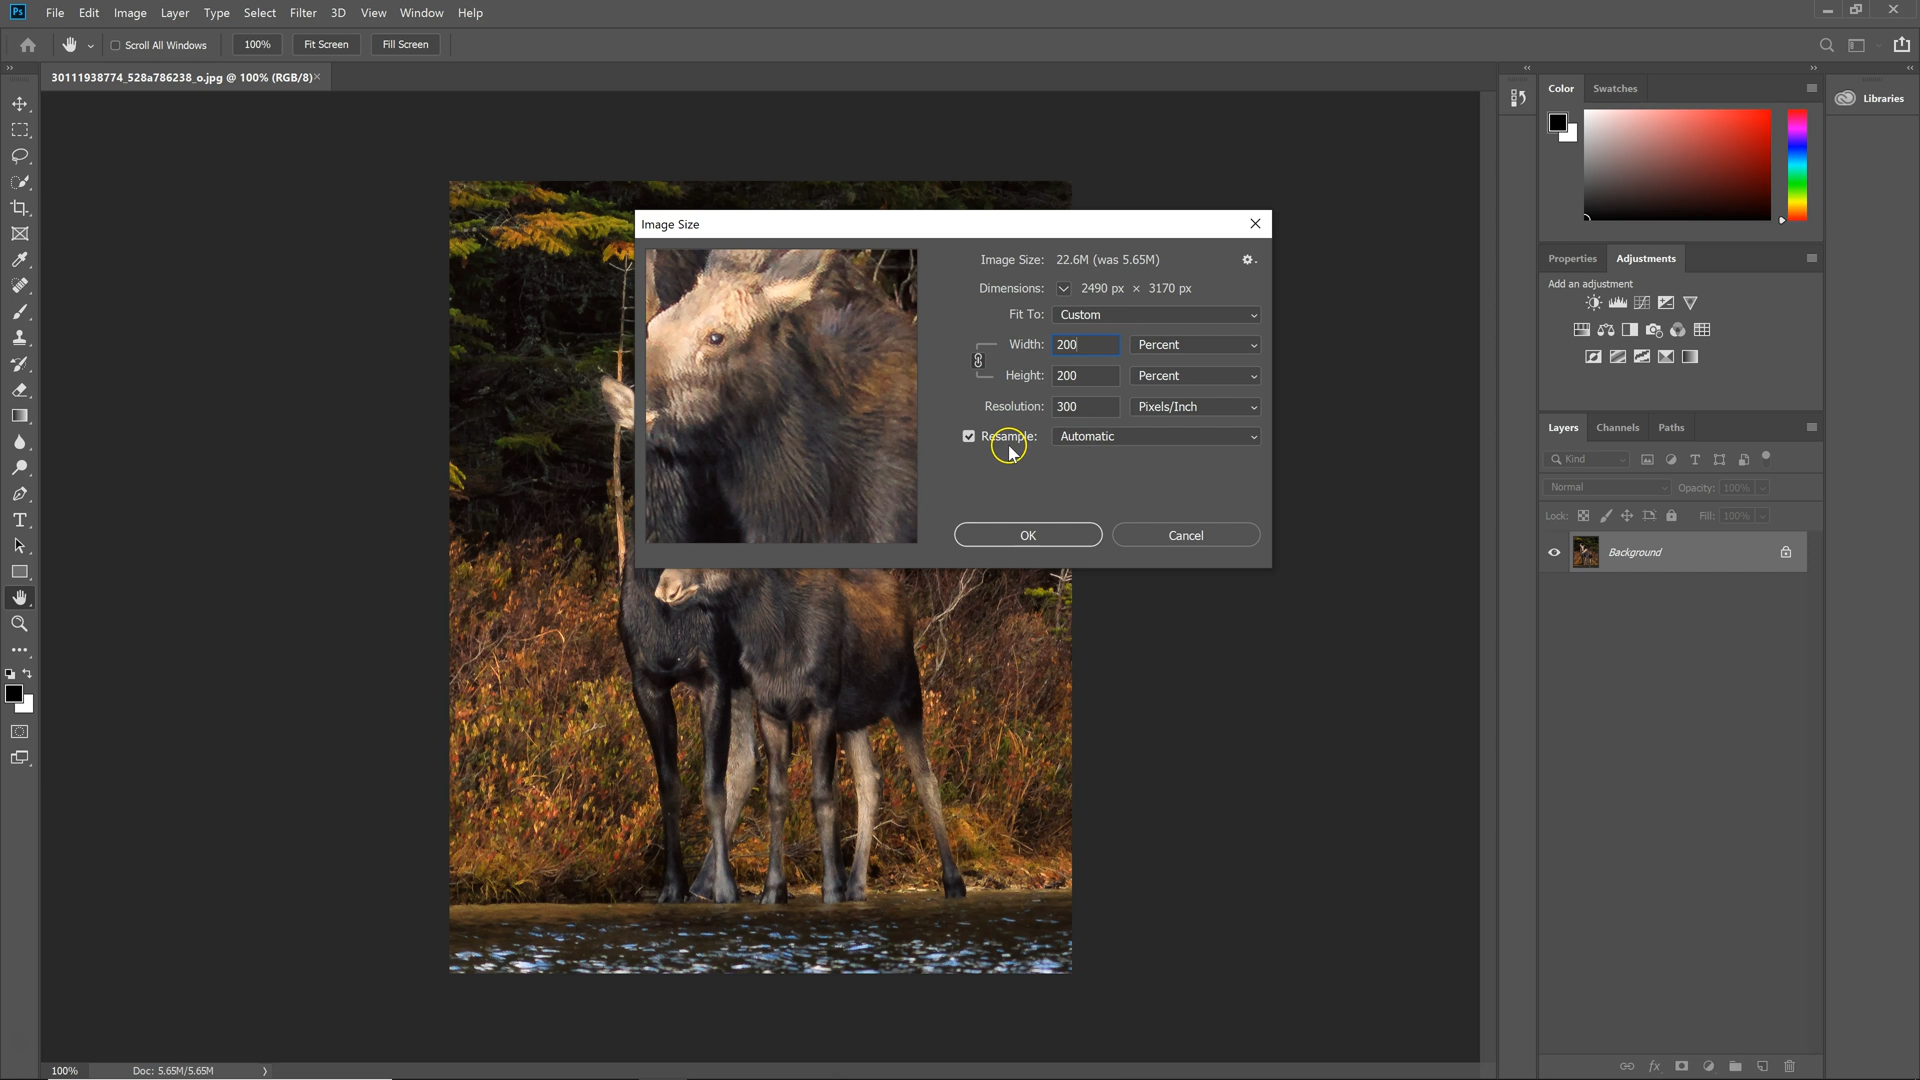 Ps File Edit Image Layer Type Select Filter 3D View Window Help
Scroll All Windows 100% Fit Screen Fill Screen
30111938774_528a786238_o.jpg @ 100% (RGB/8)
Color Swatches
Libraries
Image Size
Image Size: 22.6M (was 5.65M)
Dimensions: 2490 px × 3170 px
Fit To: Custom
Width: 200 Percent
Height: 200 Percent
Resolution: 300 Pixels/Inch
Resample: Automatic
OK Cancel
Properties Adjustments
Add an adjustment
Layers Channels Paths
Kind
Normal Opacity: 100%
Lock: Fill: 100%
Background
100% Doc: 5.65M/5.65M